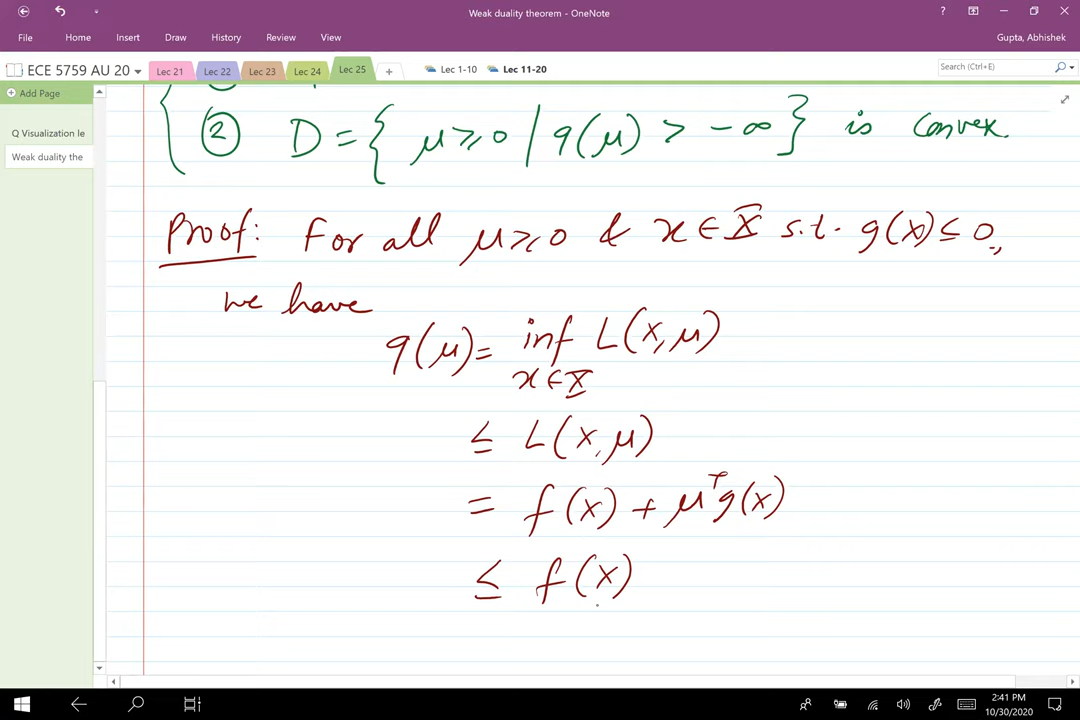 Weak duality theorem - OneNote
?
File Home Insert Draw History Review View
Gupta, Abhishek
ECE 5759 AU 20
Lec 21 Lec 22 Lec 23 Lec 24 Lec 25 +
Lec 1-10 Lec 11-20
Search (Ctrl+E)
Add Page
Q Visualization le
Weak duality the
② D = { μ ≥ 0 | q(μ) > -∞ } is convex
Proof: For all μ ≥ 0 & x ∈ X s.t. g(x) ≤ 0,
we have
q(μ) = inf L(x, μ)
x ∈ X
≤ L(x, μ)
= f(x) + μᵀg(x)
≤ f(x)
2:41 PM
10/30/2020